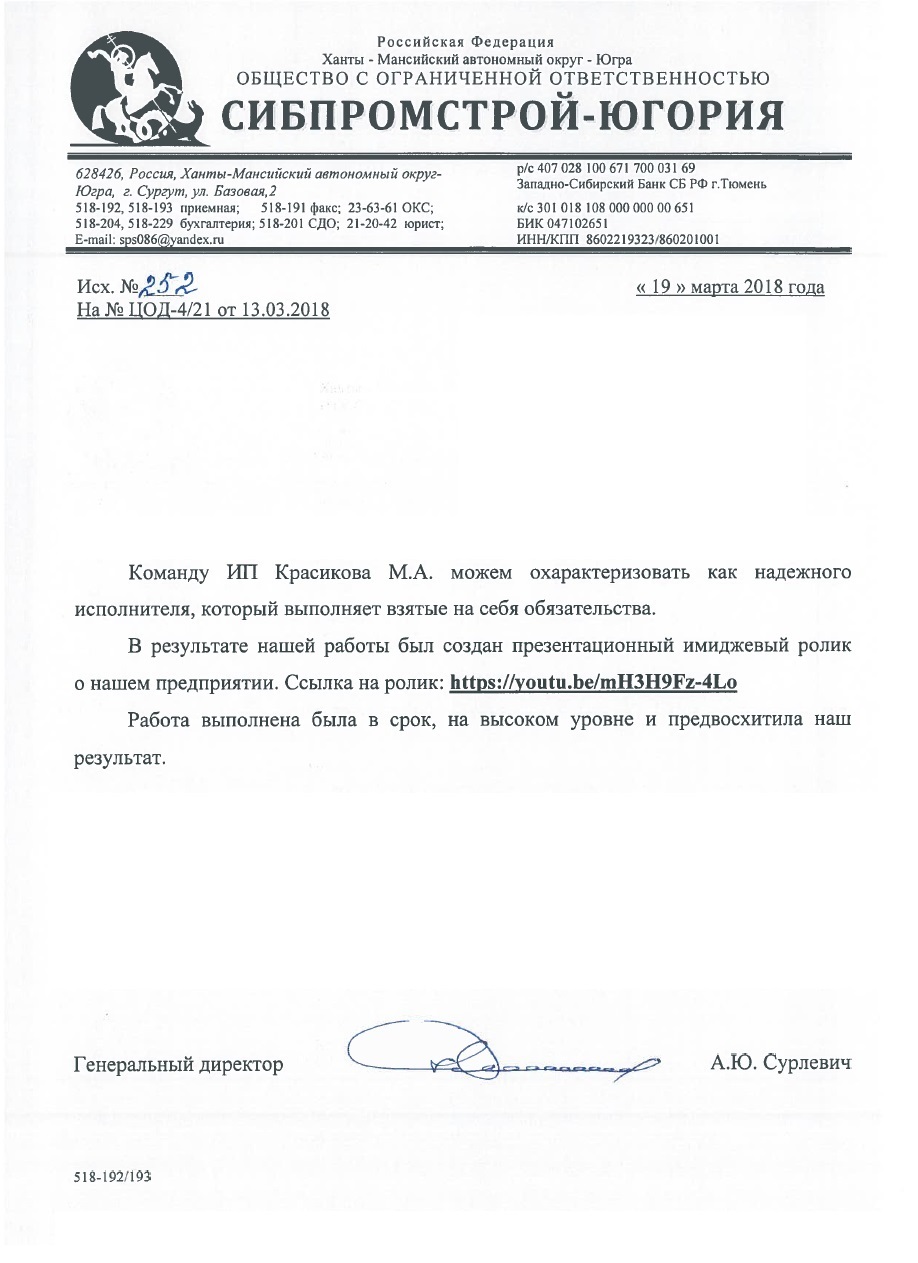 Российская Федерация
Ханты - Мансийский автономный округ - Югра
ОБЩЕСТВО С ОГРАНИЧЕННОЙ ОТВЕТСТВЕННОСТЬЮ
СИБПРОМСТРОЙ-ЮГОРИЯ
628426, Россия, Ханты-Мансийский автономный округ-
Югра, г. Сургут, ул. Базовая,2
518-192, 518-193 приемная; 518-191 факс; 23-63-61 ОКС;
518-204, 518-229 бухгалтерия; 518-201 СДО; 21-20-42 юрист;
E-mail: sps086@yandex.ru
р/с 407 028 100 671 700 031 69
Западно-Сибирский Банк СБ РФ г.Тюмень
к/с 301 018 108 000 000 00 651
БИК 047102651
ИНН/КПП 8602219323/860201001
Исх. №252
« 19 » марта 2018 года
На № ЦОД-4/21 от 13.03.2018
Команду ИП Красикова М.А. можем охарактеризовать как надежного
исполнителя, который выполняет взятые на себя обязательства.
В результате нашей работы был создан презентационный имиджевый ролик
о нашем предприятии. Ссылка на ролик: https://youtu.be/mH3H9Fz-4Lo
Работа выполнена была в срок, на высоком уровне и предвосхитила наш
результат.
Генеральный директор
А.Ю. Сурлевич
518-192/193